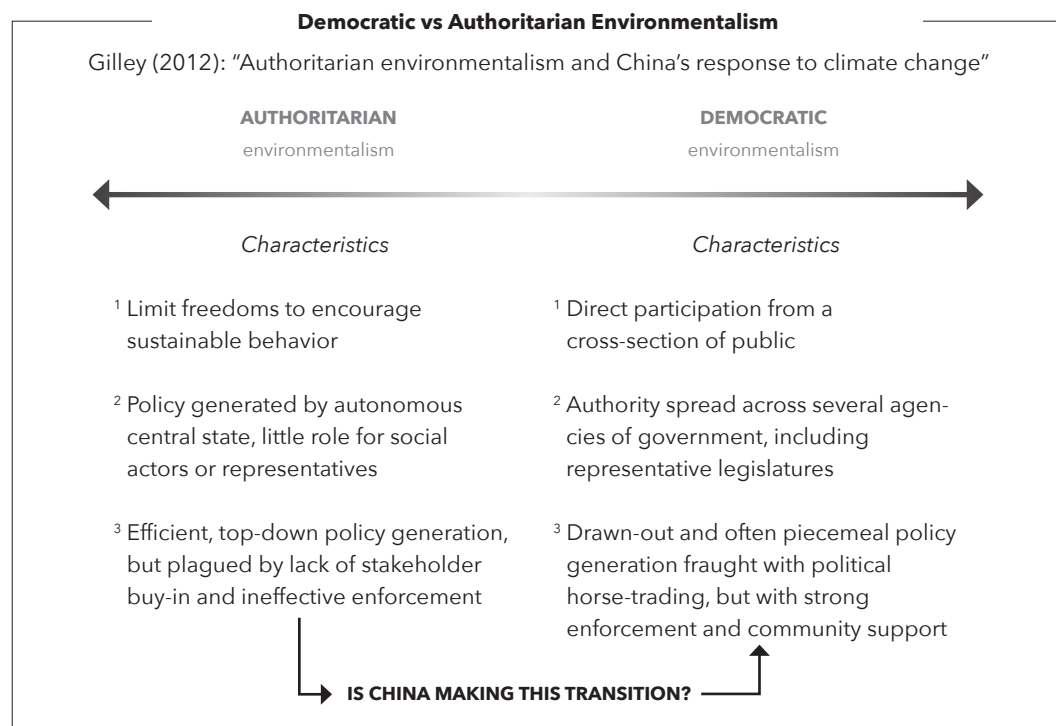 Democratic vs Authoritarian Environmentalism
Gilley (2012): “Authoritarian environmentalism and China’s response to climate change”
AUTHORITARIAN
environmentalism
DEMOCRATIC
environmentalism
Characteristics
1 Limit freedoms to encourage
sustainable behavior
2 Policy generated by autonomous
central state, little role for social
actors or representatives
3 Efficient, top-down policy generation,
but plagued by lack of stakeholder
buy-in and ineffective enforcement
Characteristics
1 Direct participation from a
cross-section of public
2 Authority spread across several agen-
cies of government, including
representative legislatures
3 Drawn-out and often piecemeal policy
generation fraught with political
horse-trading, but with strong
enforcement and community support
IS CHINA MAKING THIS TRANSITION?